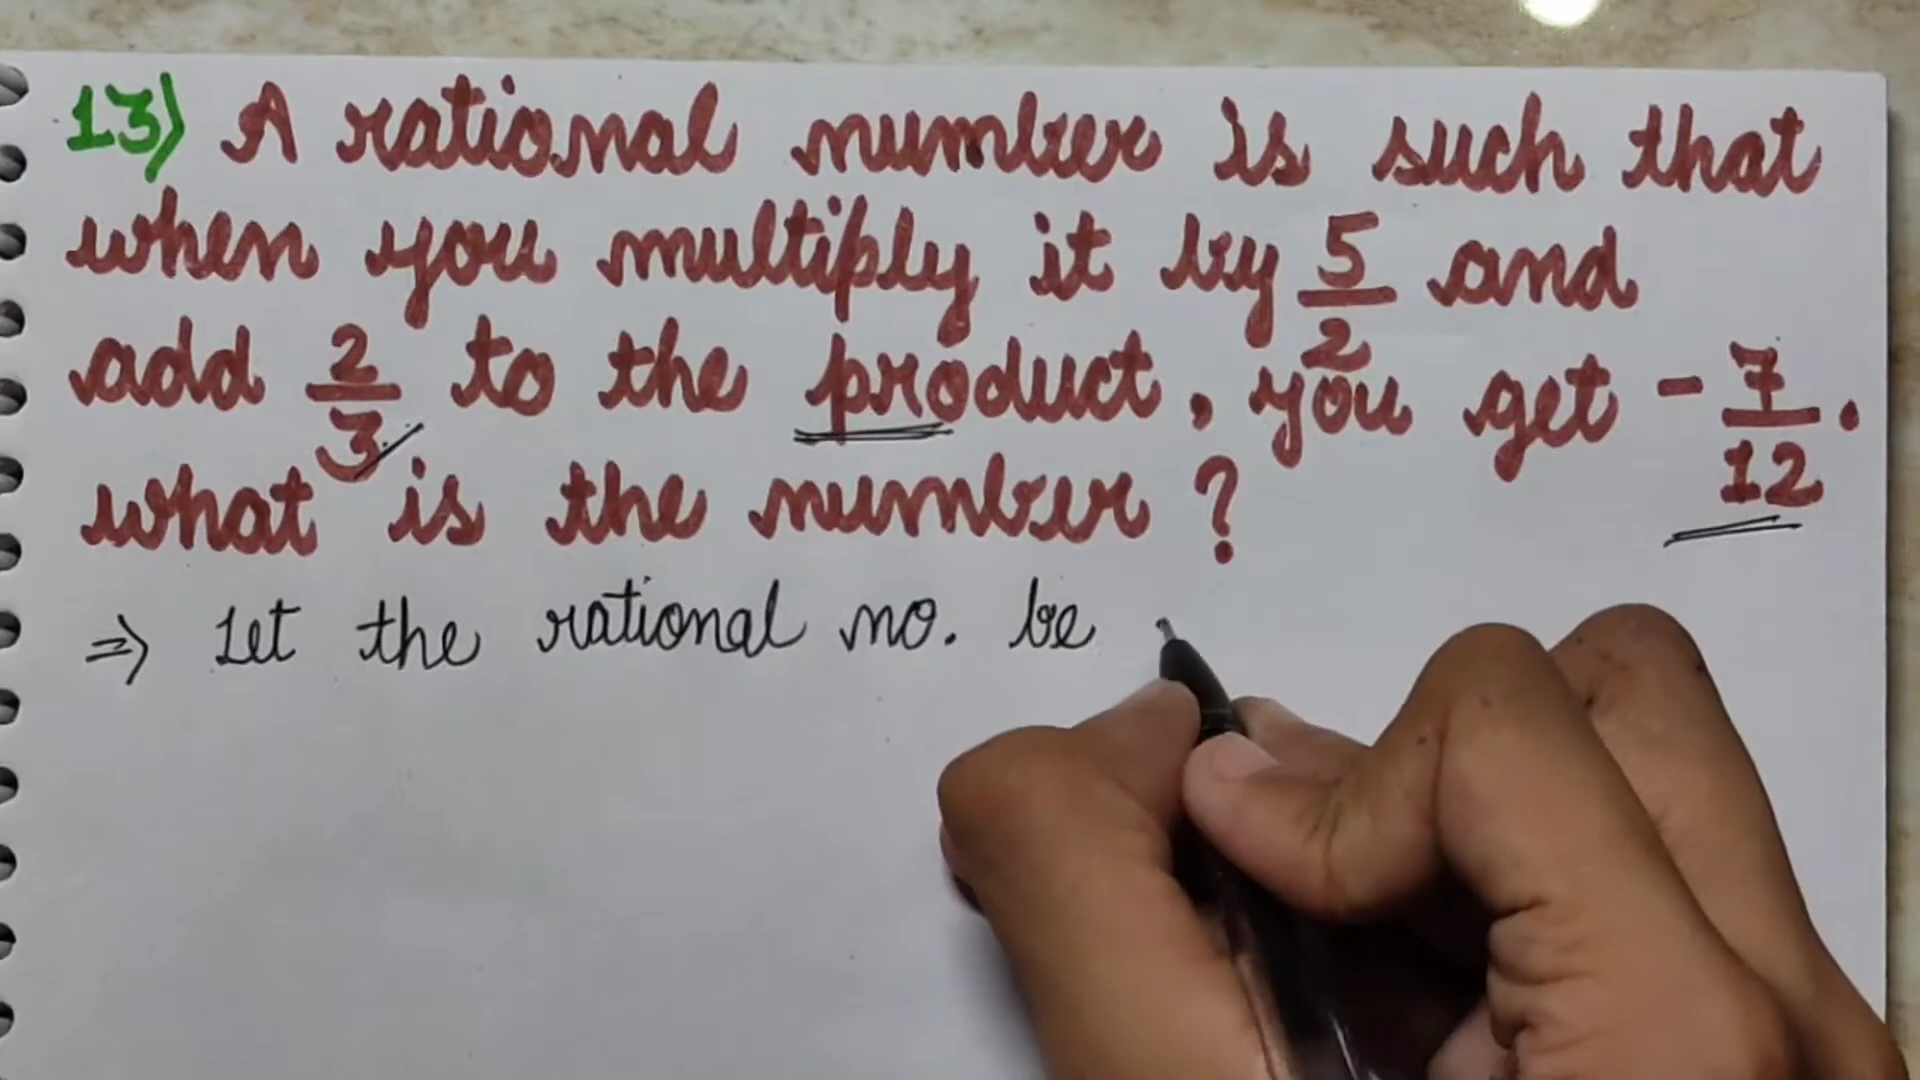 13) A rational number is such that
when you multiply it by 5/2 and
add 2/3 to the product, you get - 7/12.
what is the number?
⇒ Let the rational no. be